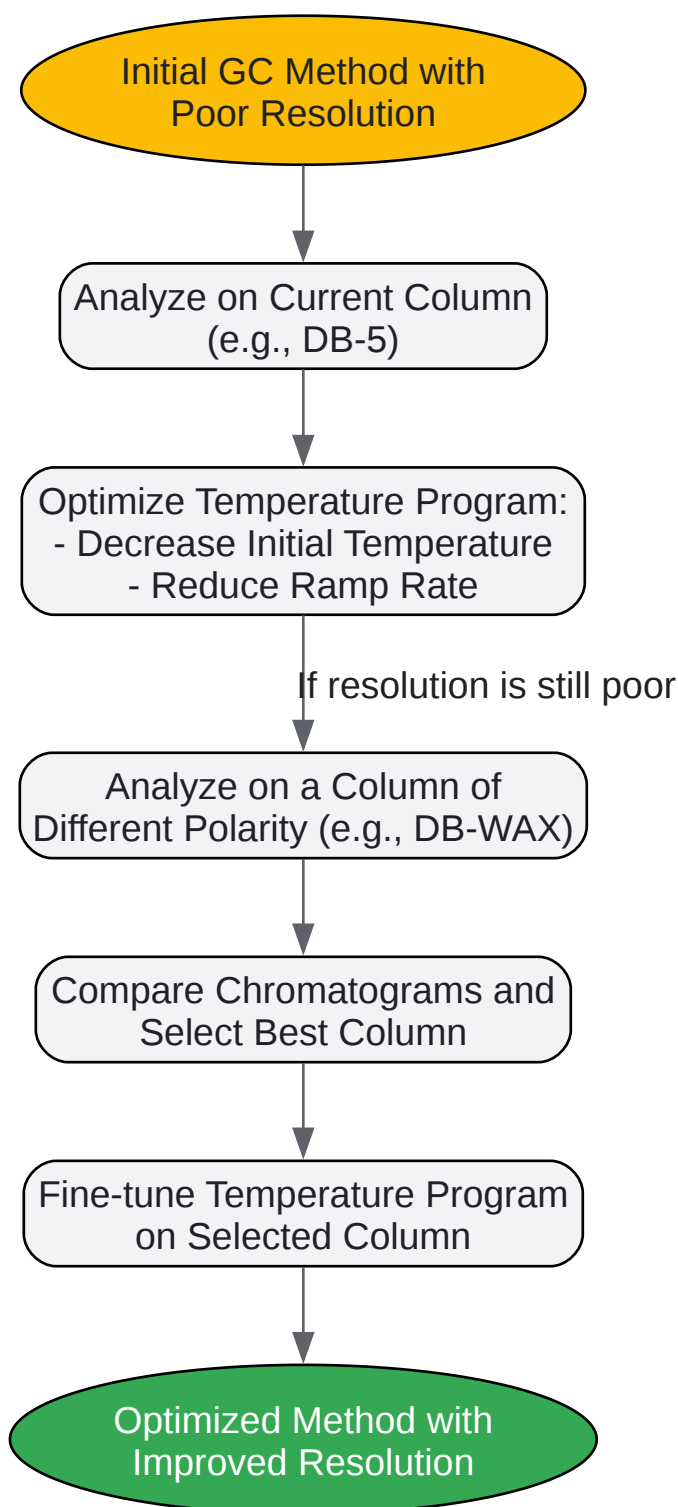 Initial GC Method with
Poor Resolution
Analyze on Current Column
(e.g., DB-5)
Optimize Temperature Program:
- Decrease Initial Temperature
- Reduce Ramp Rate
If resolution is still poor
Analyze on a Column of
Different Polarity (e.g., DB-WAX)
Compare Chromatograms and
Select Best Column
Fine-tune Temperature Program
on Selected Column
Optimized Method with
Improved Resolution